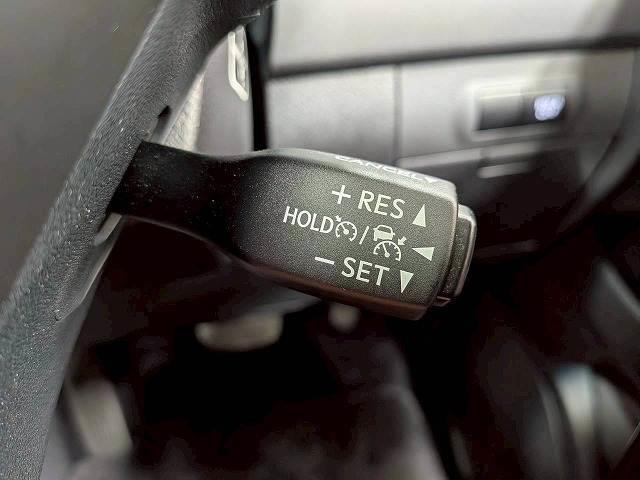 CANCEL
+ RES
HOLD /
− SET